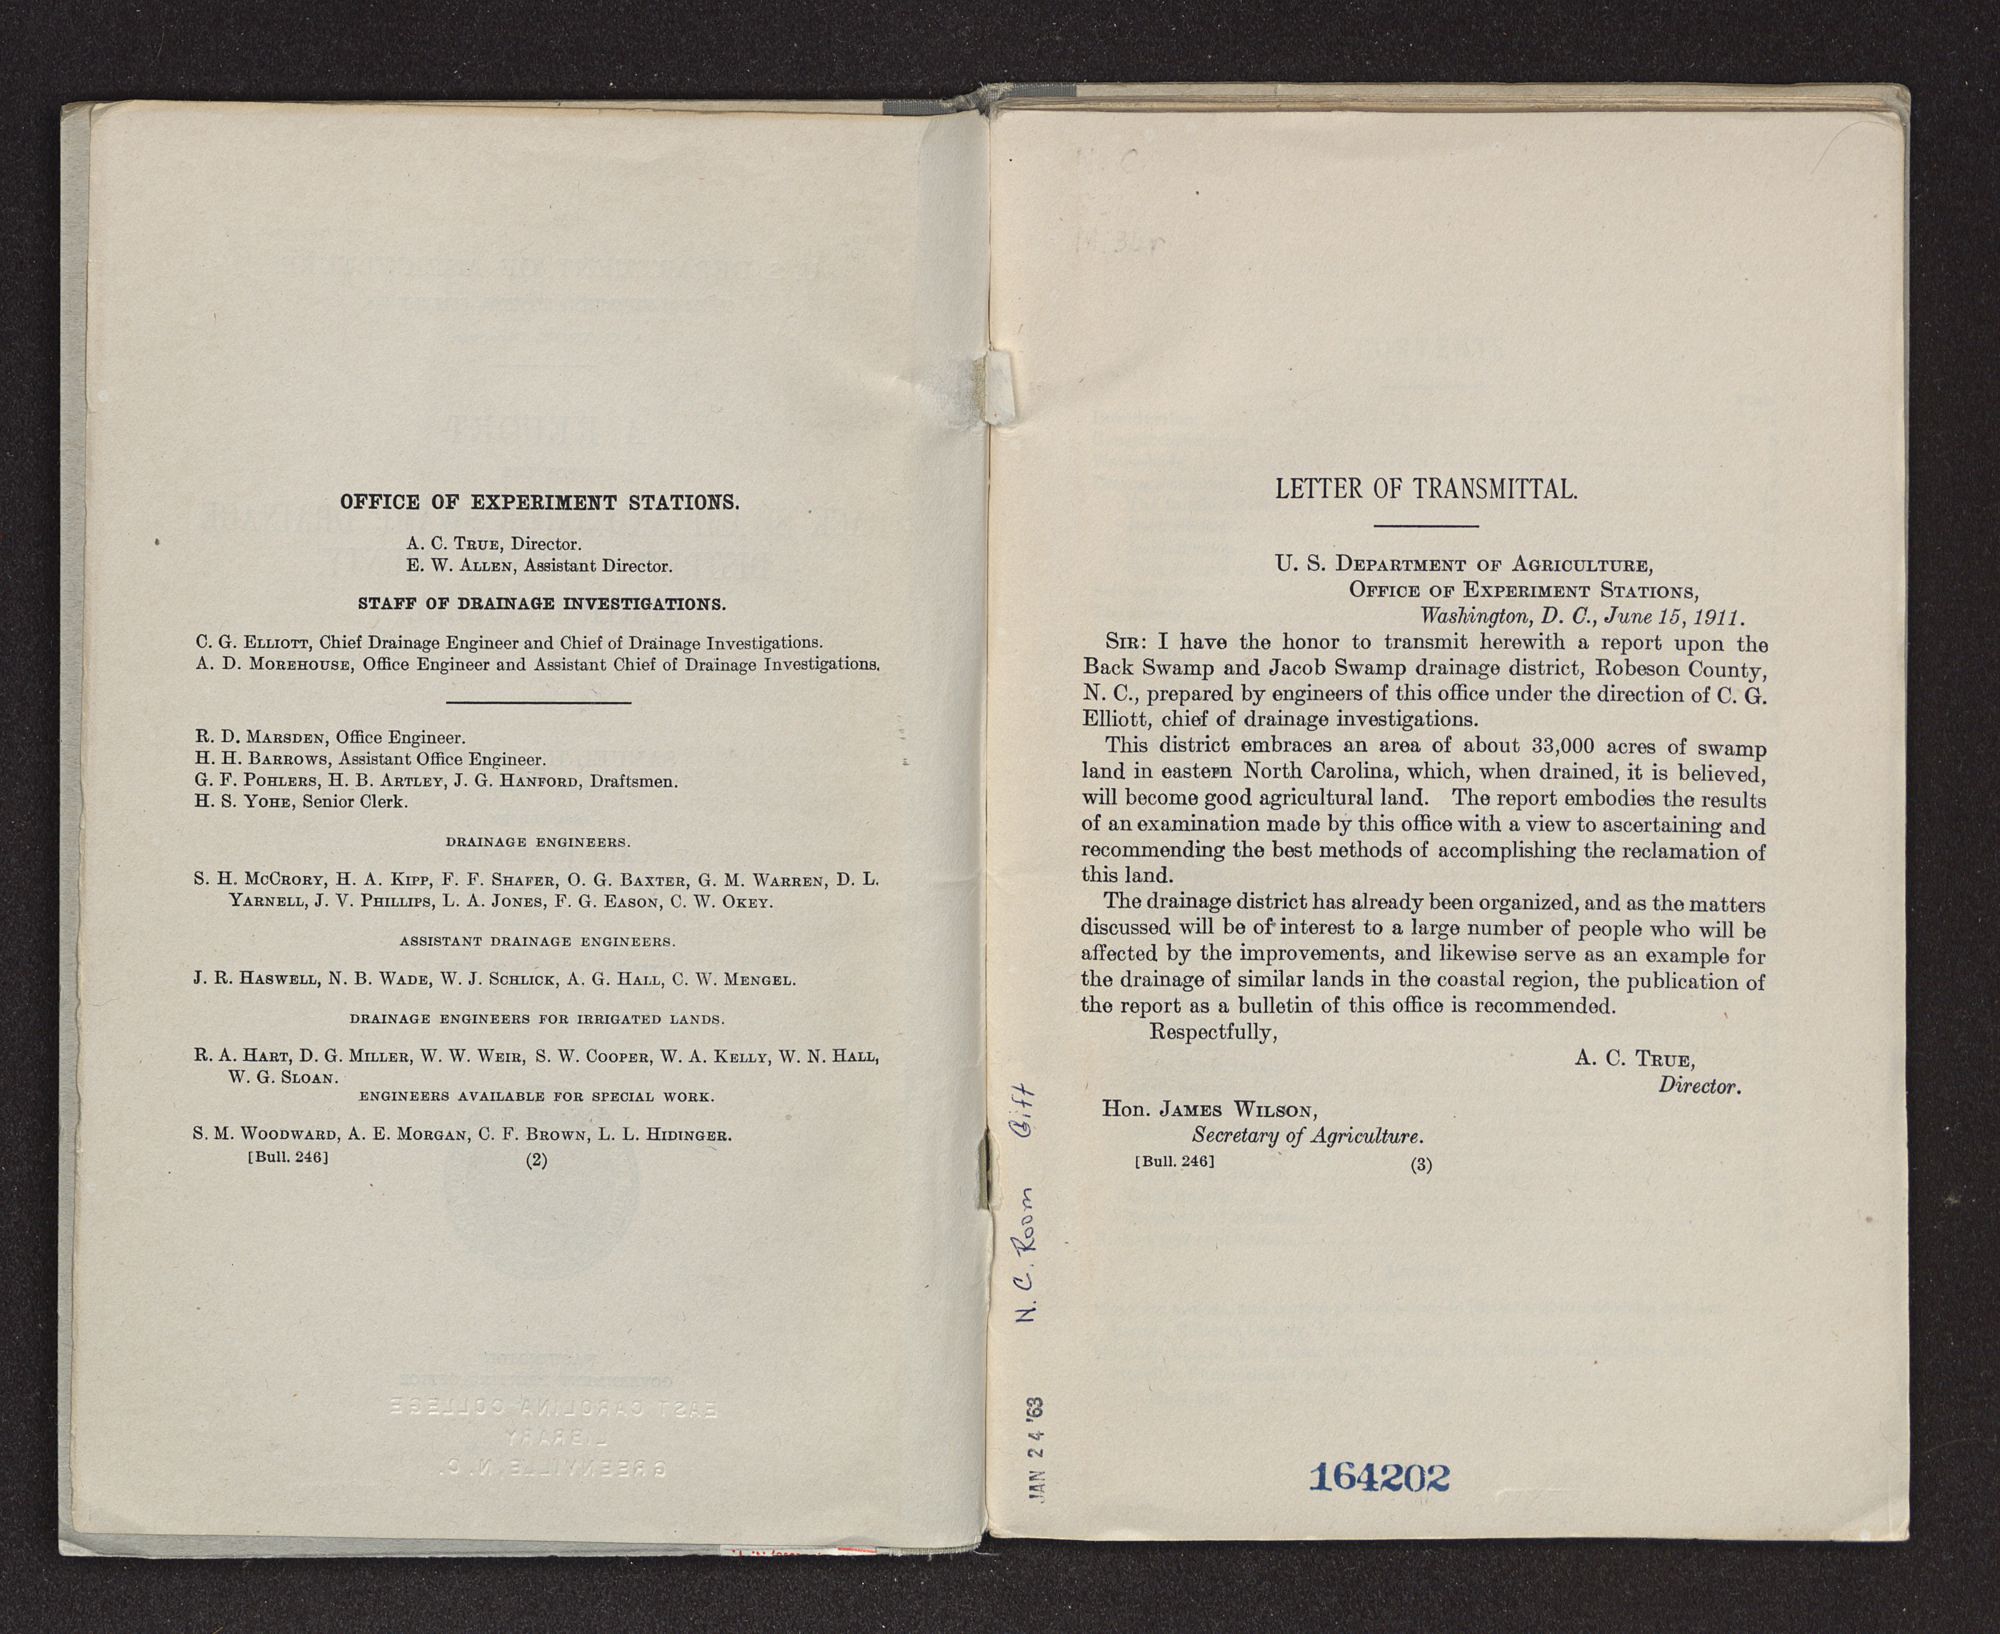 OFFICE OF EXPERIMENT STATIONS.
A. C. TRUE, Director.
E. W. ALLEN, Assistant Director.
STAFF OF DRAINAGE INVESTIGATIONS.
C. G. ELLIOTT, Chief Drainage Engineer and Chief of Drainage Investigations.
A. D. MOREHOUSE, Office Engineer and Assistant Chief of Drainage Investigations.
R. D. MARSDEN, Office Engineer.
H. H. BARROWS, Assistant Office Engineer.
G. F. POHLERS, H. B. ARTLEY, J. G. HANFORD, Draftsmen.
H. S. YOHE, Senior Clerk.
DRAINAGE ENGINEERS.
S. H. MCCRORY, H. A. KIPP, F. F. SHAFER, O. G. BAXTER, G. M. WARREN, D. L.
YARNELL, J. V. PHILLIPS, L. A. JONES, F. G. EASON, C. W. OKEY.
ASSISTANT DRAINAGE ENGINEERS.
J. R. HASWELL, N. B. WADE, W. J. SCHLICK, A. G. HALL, C. W. MENGEL.
DRAINAGE ENGINEERS FOR IRRIGATED LANDS.
R. A. HART, D. G. MILLER, W. W. WEIR, S. W. COOPER, W. A. KELLY, W. N. HALL,
W. G. SLOAN.
ENGINEERS AVAILABLE FOR SPECIAL WORK.
S. M. WOODWARD, A. E. MORGAN, C. F. BROWN, L. L. HIDINGER.
[Bull. 246] (2)
EAST CAROLINA COLLEGE
LIBRARY
GREENVILLE, N. C.
LETTER OF TRANSMITTAL.
U. S. DEPARTMENT OF AGRICULTURE,
OFFICE OF EXPERIMENT STATIONS,
Washington, D. C., June 15, 1911.
SIR: I have the honor to transmit herewith a report upon the
Back Swamp and Jacob Swamp drainage district, Robeson County,
N. C., prepared by engineers of this office under the direction of C. G.
Elliott, chief of drainage investigations.
This district embraces an area of about 33,000 acres of swamp
land in eastern North Carolina, which, when drained, it is believed,
will become good agricultural land. The report embodies the results
of an examination made by this office with a view to ascertaining and
recommending the best methods of accomplishing the reclamation of
this land.
The drainage district has already been organized, and as the matters
discussed will be of interest to a large number of people who will be
affected by the improvements, and likewise serve as an example for
the drainage of similar lands in the coastal region, the publication of
the report as a bulletin of this office is recommended.
Respectfully,
A. C. TRUE,
Director.
Hon. JAMES WILSON,
Secretary of Agriculture.
[Bull. 246] (3)
JAN 24 '63 N. C. Room Gift
164202